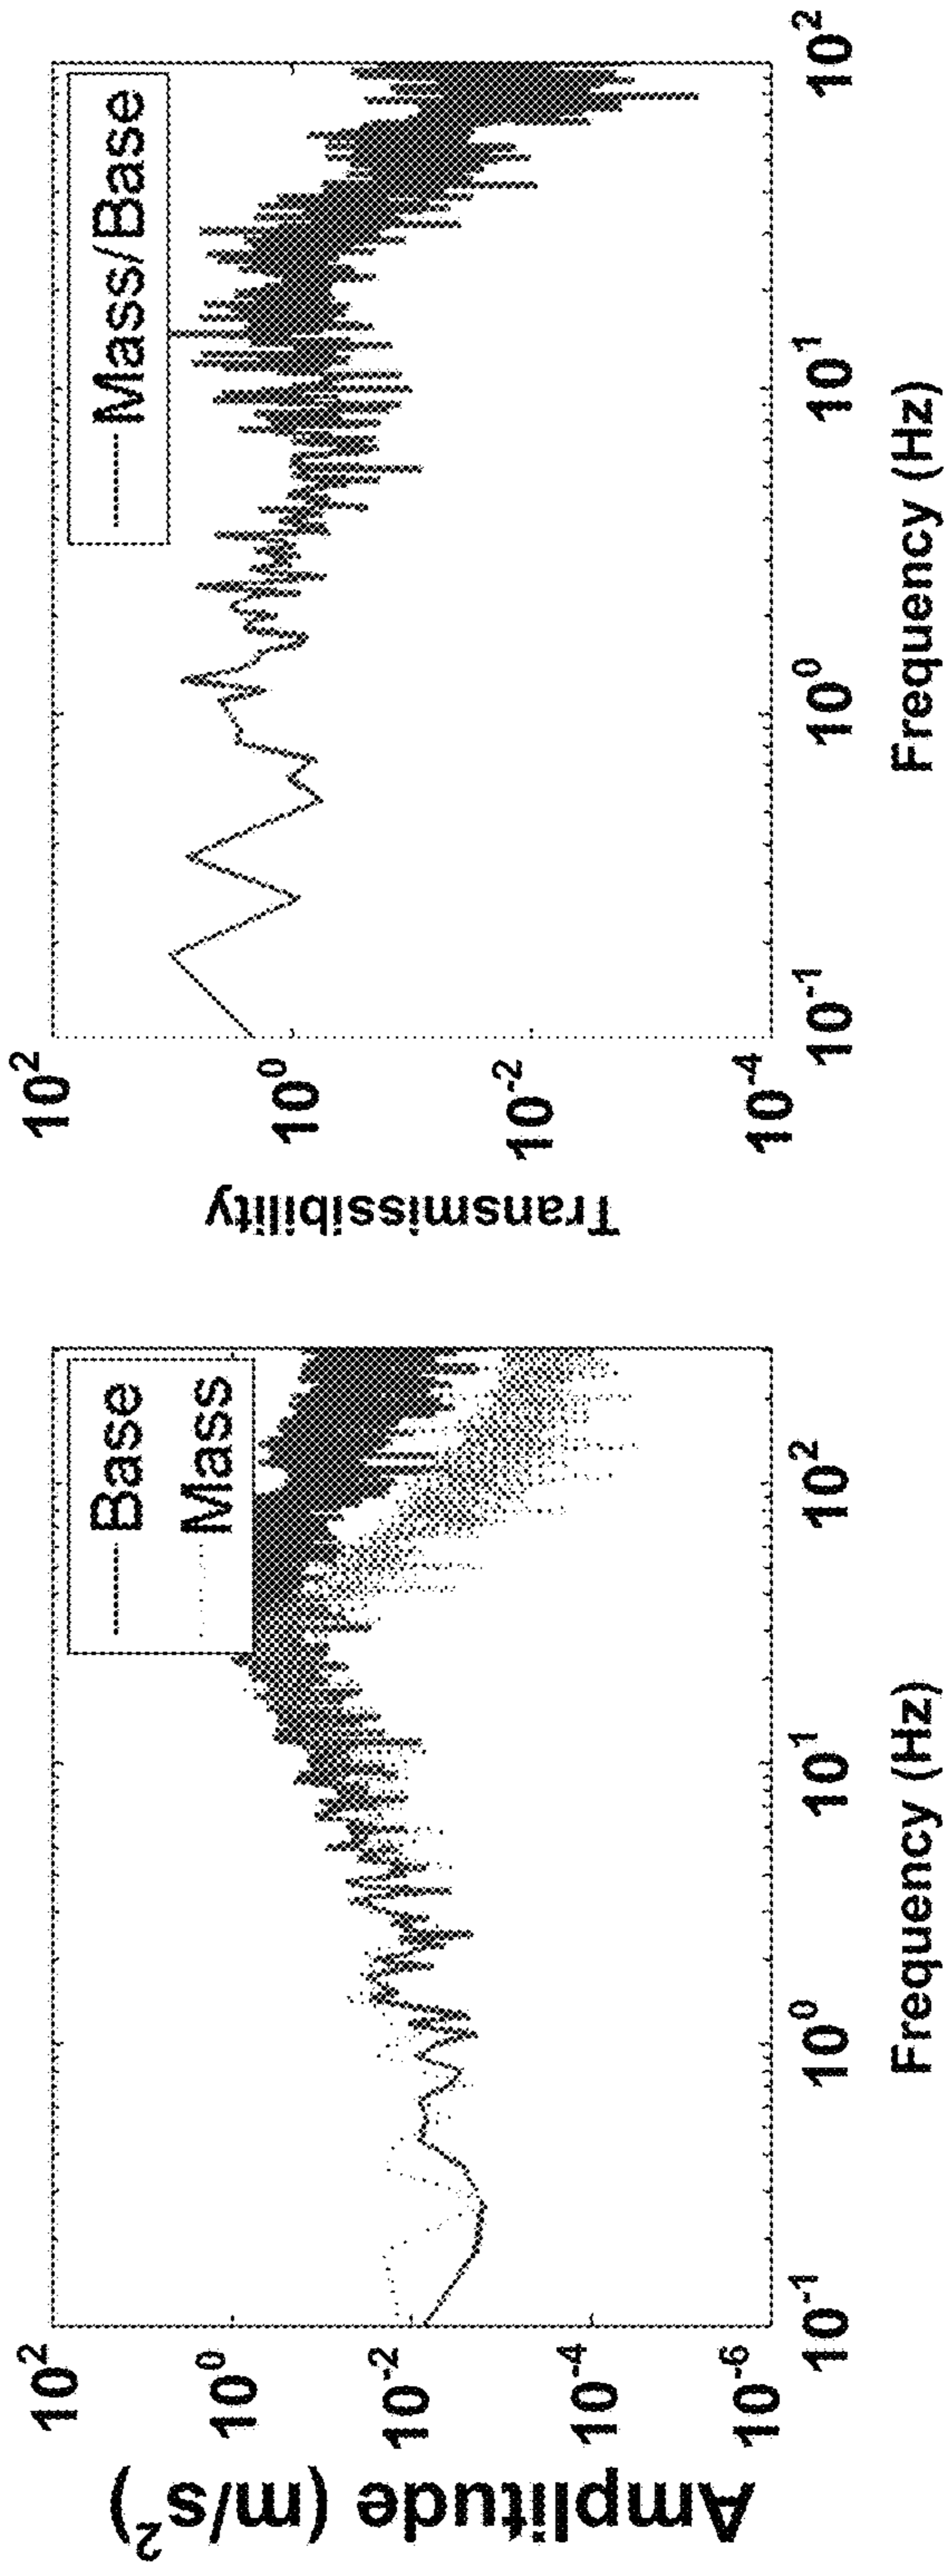 Amplitude (m/s²)
10²
10⁰
10⁻²
10⁻⁴
10⁻⁶
Base
Mass
10⁻¹
10⁰
10¹
10²
Frequency (Hz)
Transmissibility
10²
10⁰
10⁻²
10⁻⁴
Mass/Base
10⁻¹
10⁰
10¹
10²
Frequency (Hz)